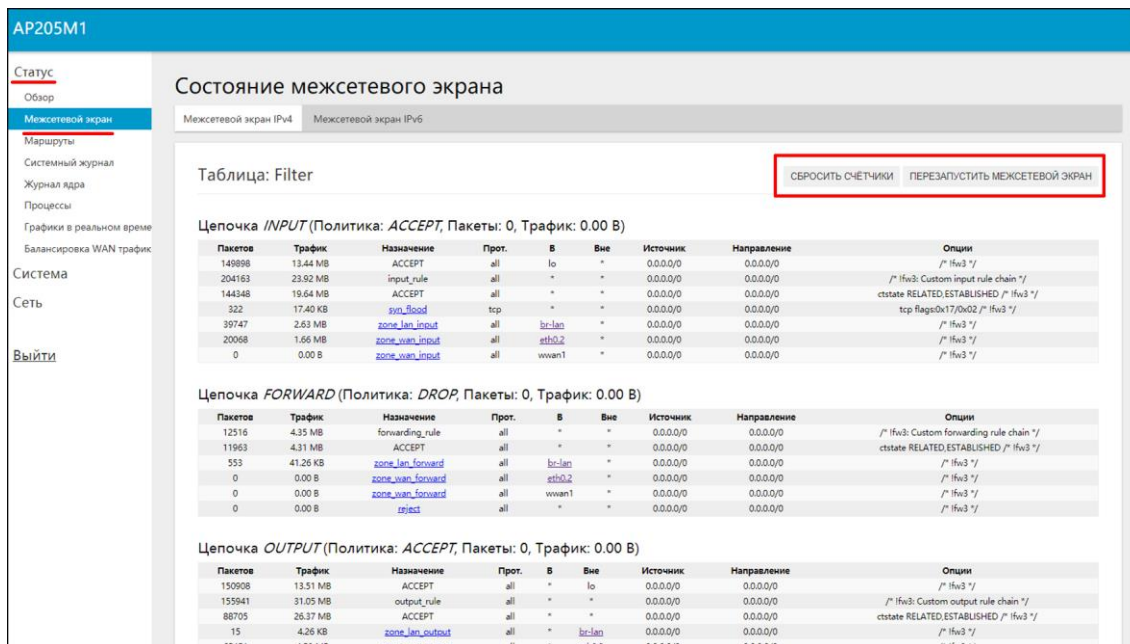 AP205M1
Статус
Обзор
Межсетевой экран
Маршруты
Системный журнал
Журнал ядра
Процессы
Графики в реальном време
Балансировка WAN трафик
Система
Сеть
Выйти
Состояние межсетевого экрана
Межсетевой экран IPv4 Межсетевой экран IPv6
Таблица: Filter
СБРОСИТЬ СЧЁТЧИКИ ПЕРЕЗАПУСТИТЬ МЕЖСЕТЕВОЙ ЭКРАН
Цепочка INPUT (Политика: ACCEPT, Пакеты: 0, Трафик: 0.00 B)
Пакетов Трафик Назначение Прот. В Вне Источник Направление Опции
149898 13.44 MB ACCEPT all lo * 0.0.0.0/0 0.0.0.0/0 /* !fw3 */
204163 23.92 MB input_rule all * * 0.0.0.0/0 0.0.0.0/0 /* !fw3: Custom input rule chain */
144348 19.64 MB ACCEPT all * * 0.0.0.0/0 0.0.0.0/0 ctstate RELATED,ESTABLISHED /* !fw3 */
322 17.40 KB syn_flood tcp * * 0.0.0.0/0 0.0.0.0/0 tcp flags:0x17/0x02 /* !fw3 */
39747 2.63 MB zone_lan_input all br-lan * 0.0.0.0/0 0.0.0.0/0 /* !fw3 */
20068 1.66 MB zone_wan_input all eth0.2 * 0.0.0.0/0 0.0.0.0/0 /* !fw3 */
0 0.00 B zone_wan_input all wwan1 * 0.0.0.0/0 0.0.0.0/0 /* !fw3 */
Цепочка FORWARD (Политика: DROP, Пакеты: 0, Трафик: 0.00 B)
Пакетов Трафик Назначение Прот. В Вне Источник Направление Опции
12516 4.35 MB forwarding_rule all * * 0.0.0.0/0 0.0.0.0/0 /* !fw3: Custom forwarding rule chain */
11963 4.31 MB ACCEPT all * * 0.0.0.0/0 0.0.0.0/0 ctstate RELATED,ESTABLISHED /* !fw3 */
553 41.26 KB zone_lan_forward all br-lan * 0.0.0.0/0 0.0.0.0/0 /* !fw3 */
0 0.00 B zone_wan_forward all eth0.2 * 0.0.0.0/0 0.0.0.0/0 /* !fw3 */
0 0.00 B zone_wan_forward all wwan1 * 0.0.0.0/0 0.0.0.0/0 /* !fw3 */
0 0.00 B reject all * * 0.0.0.0/0 0.0.0.0/0 /* !fw3 */
Цепочка OUTPUT (Политика: ACCEPT, Пакеты: 0, Трафик: 0.00 B)
Пакетов Трафик Назначение Прот. В Вне Источник Направление Опции
150908 13.51 MB ACCEPT all * lo 0.0.0.0/0 0.0.0.0/0 /* !fw3 */
155941 31.05 MB output_rule all * * 0.0.0.0/0 0.0.0.0/0 /* !fw3: Custom output rule chain */
88705 26.37 MB ACCEPT all * * 0.0.0.0/0 0.0.0.0/0 ctstate RELATED,ESTABLISHED /* !fw3 */
15 4.26 KB zone_lan_output all * br-lan 0.0.0.0/0 0.0.0.0/0 /* !fw3 */